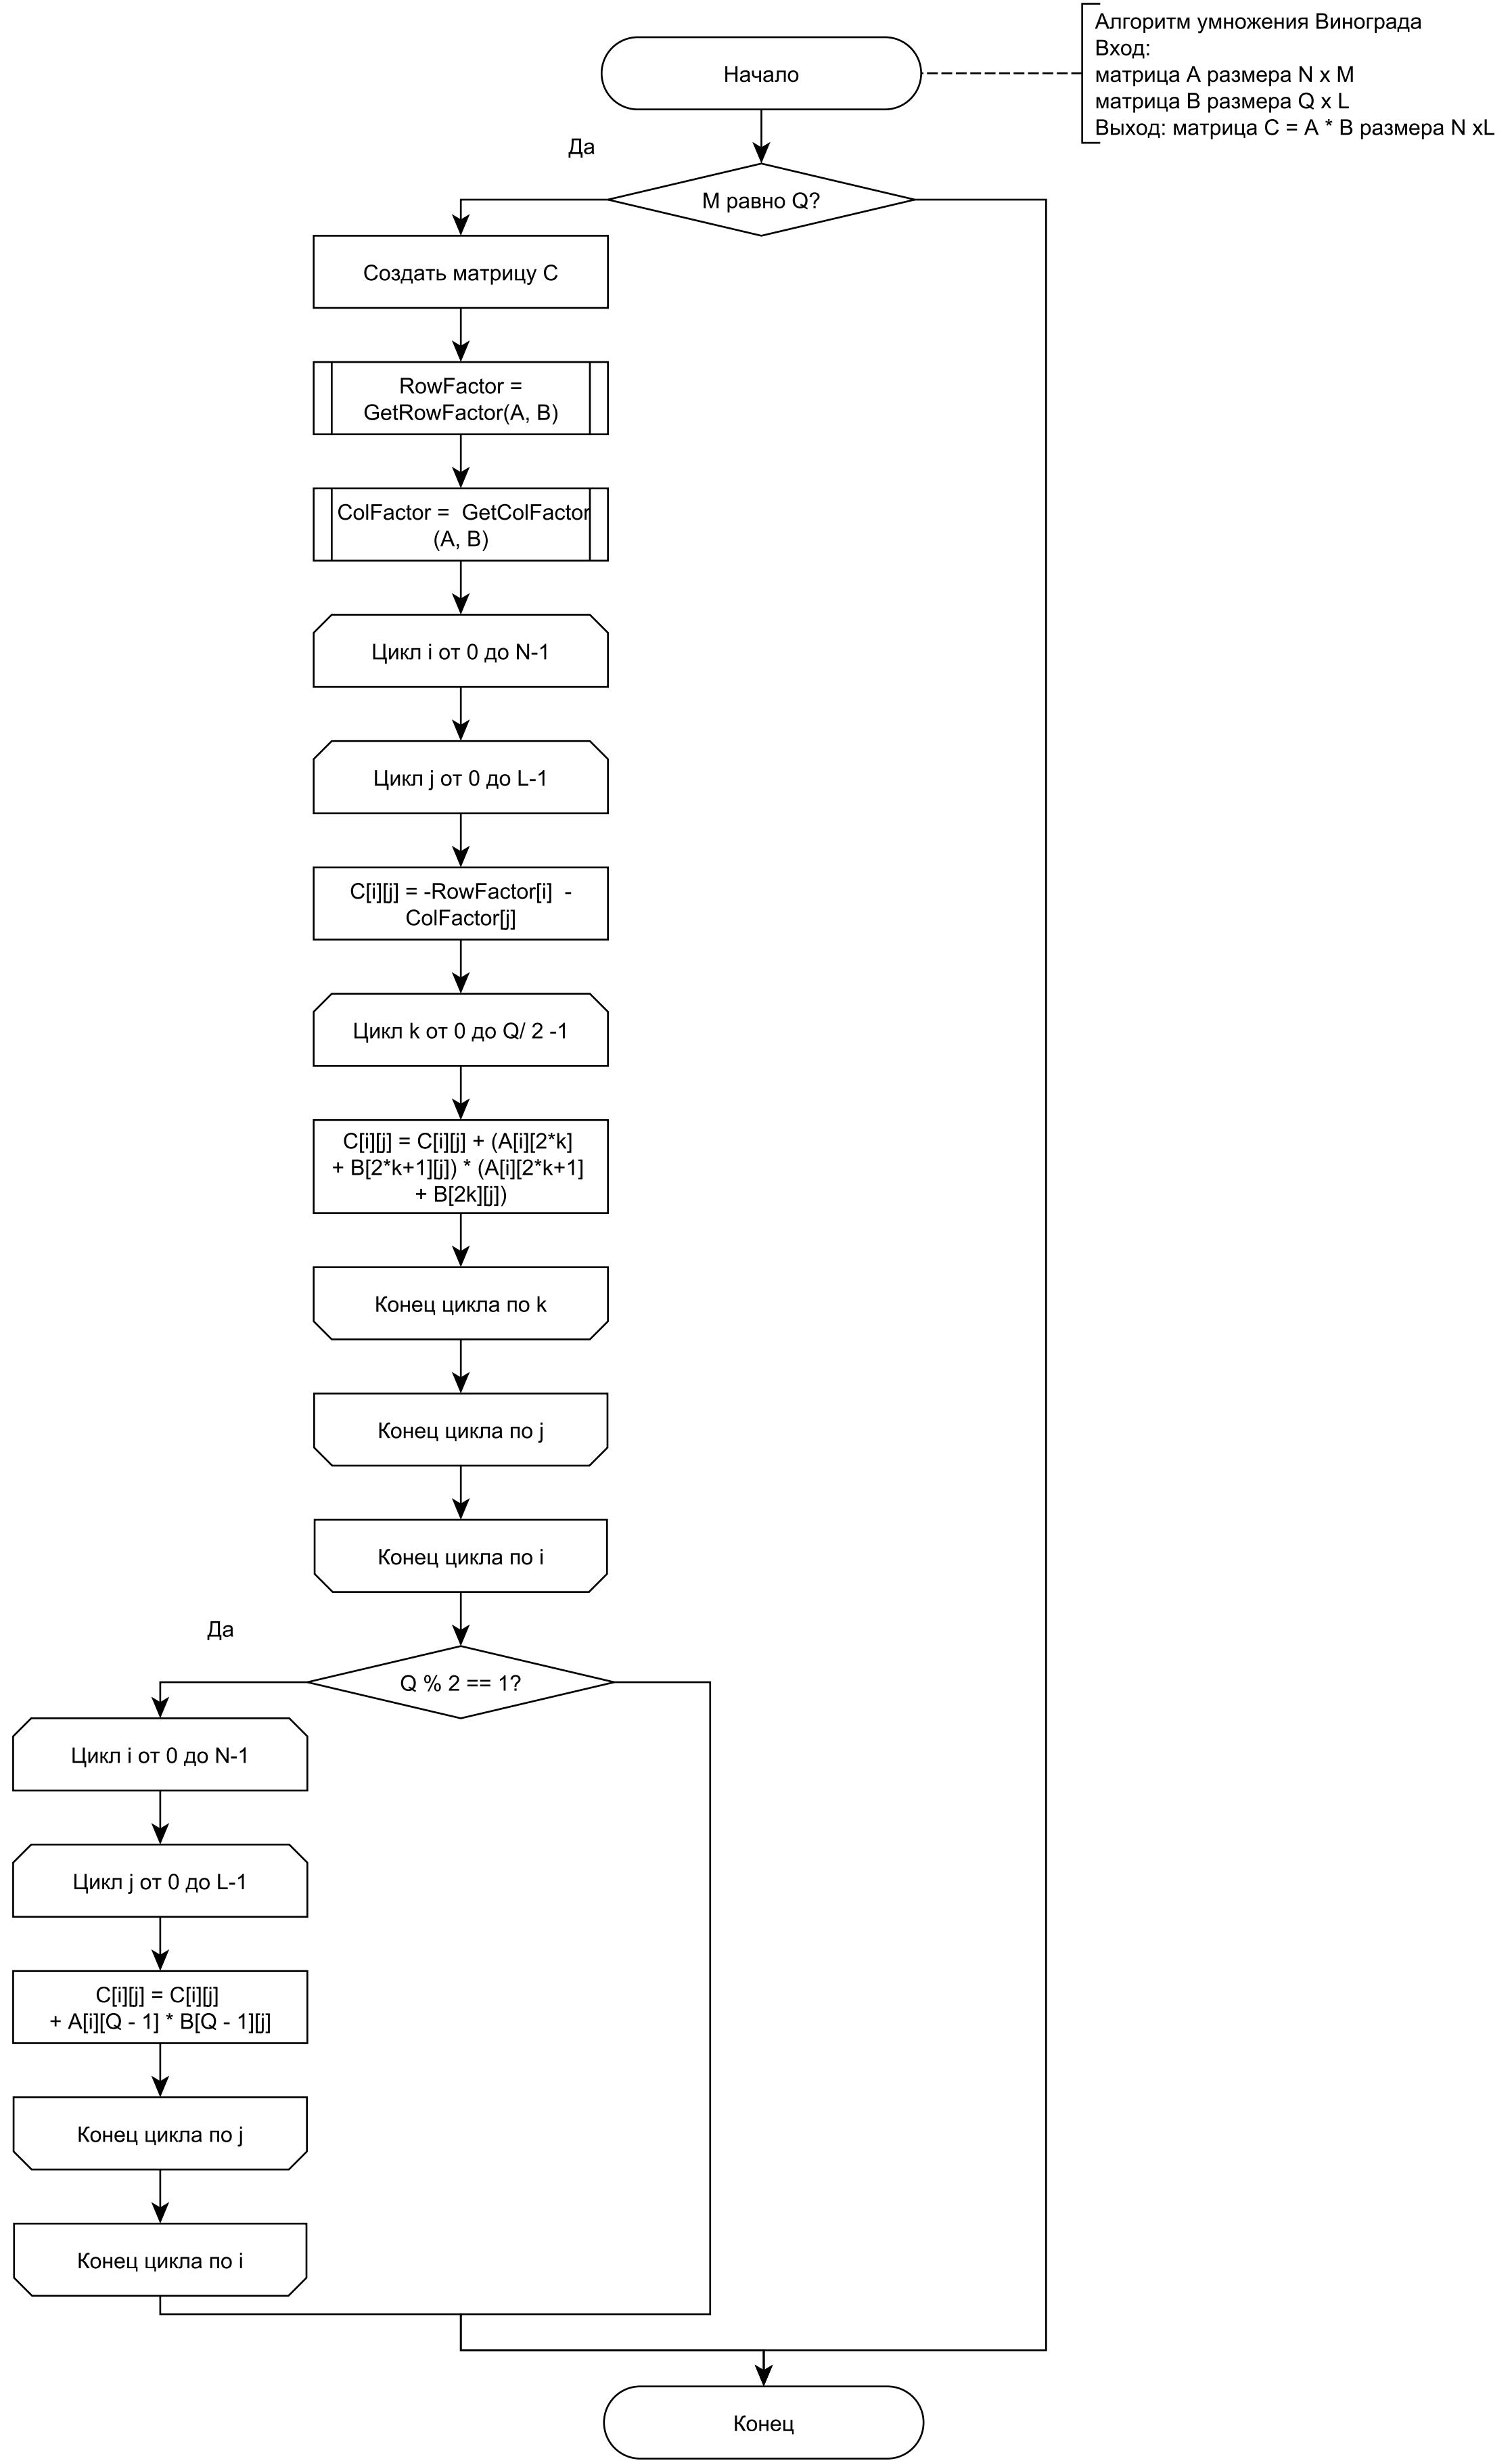 Алгоритм умножения Винограда
Вход:
матрица A размера N x M
матрица B размера Q x L
Выход: матрица C = A * B размера N xL
Начало
Да
M равно Q?
Создать матрицу C
RowFactor =
GetRowFactor(A, B)
ColFactor =  GetColFactor
(A, B)
Цикл i от 0 до N-1
Цикл j от 0 до L-1
C[i][j] = -RowFactor[i]  -
ColFactor[j]
Цикл k от 0 до Q/ 2 -1
C[i][j] = C[i][j] + (A[i][2*k]
+ B[2*k+1][j]) * (A[i][2*k+1]
+ B[2k][j])
Конец цикла по k
Конец цикла по j
Конец цикла по i
Да
Q % 2 == 1?
Цикл i от 0 до N-1
Цикл j от 0 до L-1
C[i][j] = C[i][j]
+ A[i][Q - 1] * B[Q - 1][j]
Конец цикла по j
Конец цикла по i
Конец